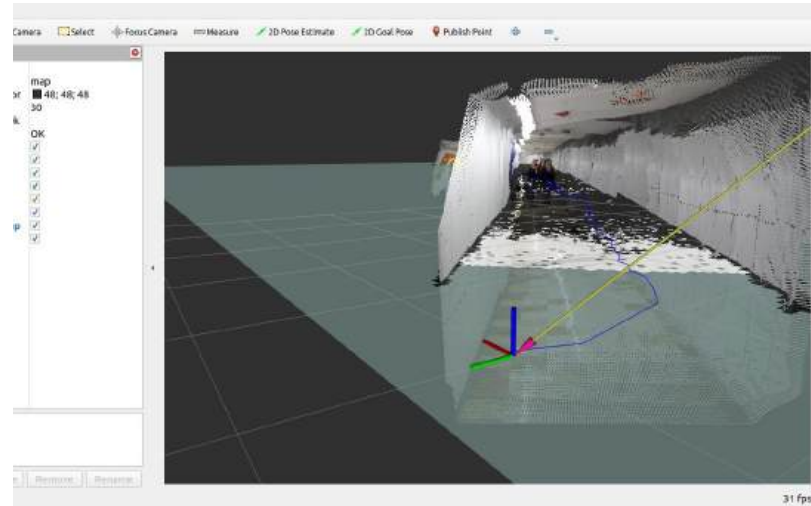 Camera Select Focus Camera Measure 2D Pose Estimate 2D Goal Pose Publish Point
map
48; 48; 48
30
OK
Remove Rename
31 fps